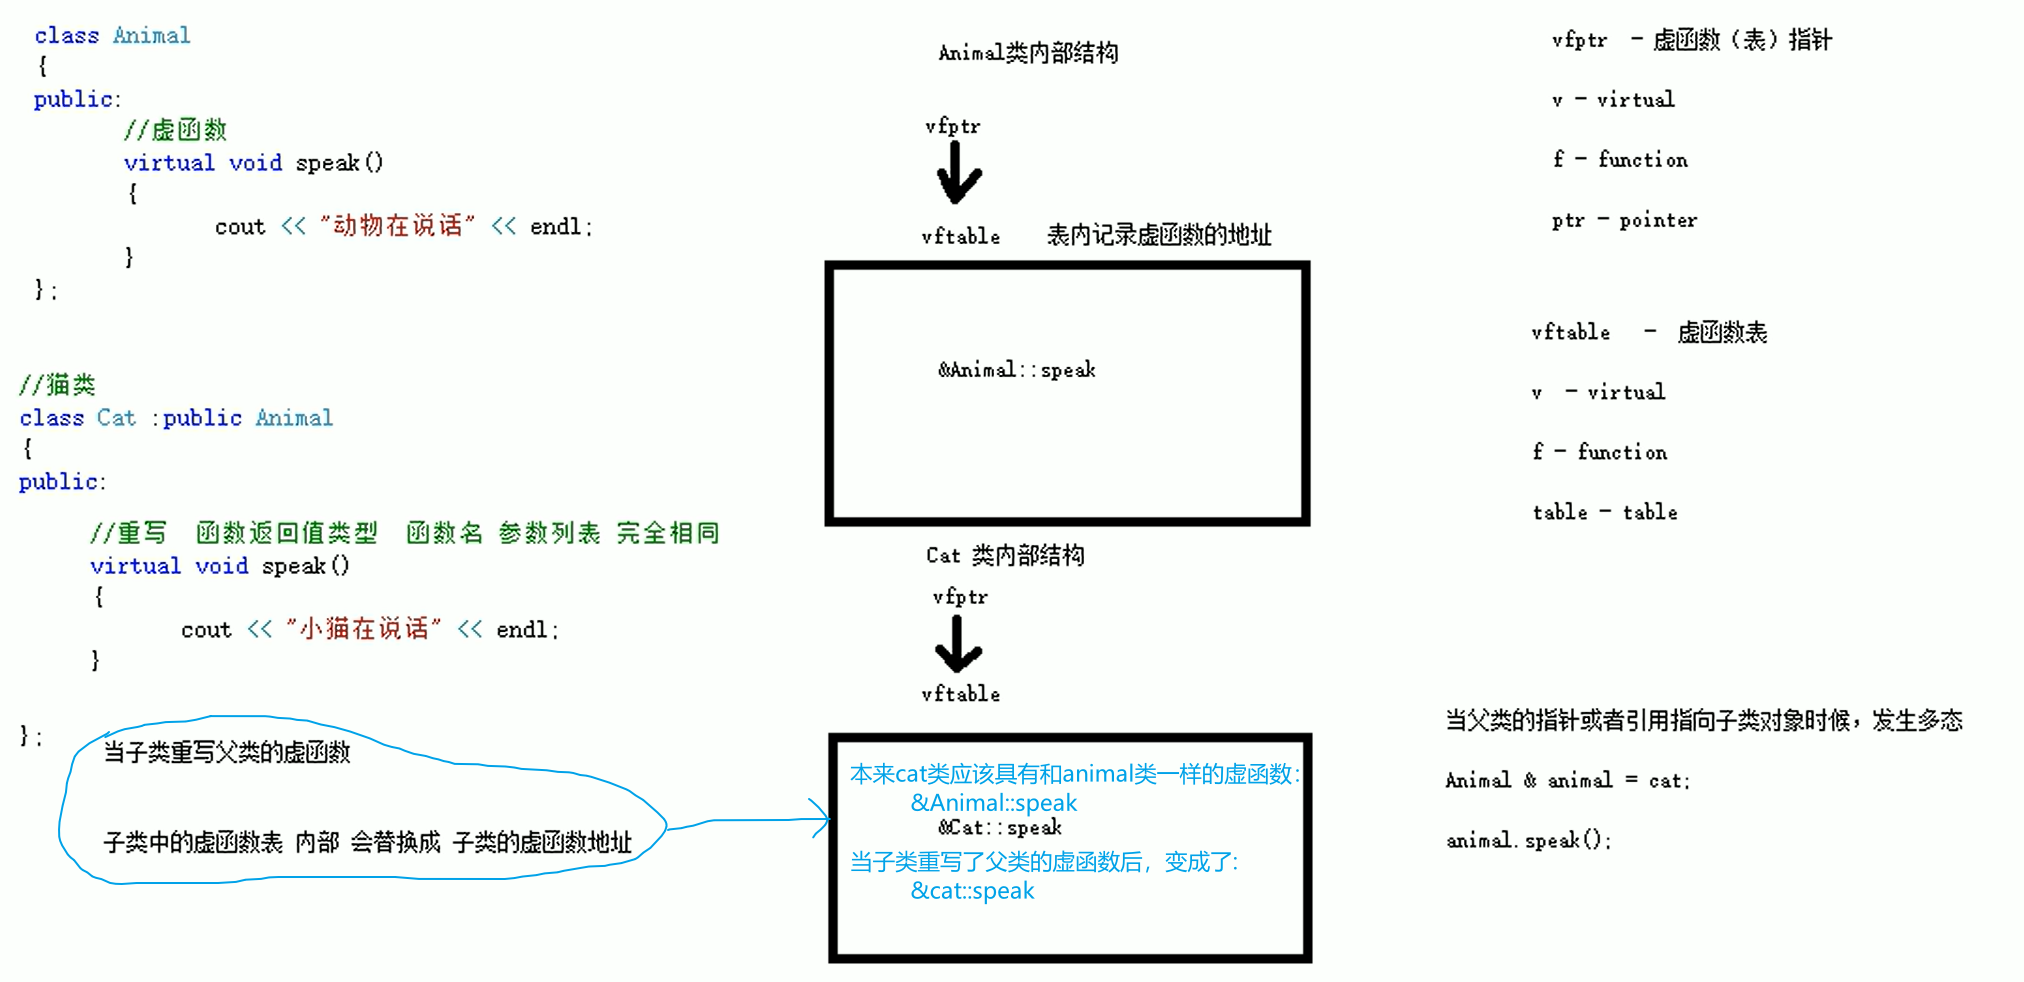 class Animal
{
public:
//虚函数
virtual void speak()
{
cout << "动物在说话" << endl;
}
};
//猫类
class Cat :public Animal
{
public:
//重写 函数返回值类型 函数名 参数列表 完全相同
virtual void speak()
{
cout << "小猫在说话" << endl;
}
};
当子类重写父类的虚函数
子类中的虚函数表 内部 会替换成 子类的虚函数地址
Animal类内部结构
vfptr
vftable 表内记录虚函数的地址
&Animal::speak
Cat 类内部结构
vfptr
vftable
本来cat类应该具有和animal类一样的虚函数：
&Animal::speak
&Cat::speak
当子类重写了父类的虚函数后，变成了:
&cat::speak
vfptr - 虚函数（表）指针
v - virtual
f - function
ptr - pointer
vftable - 虚函数表
v - virtual
f - function
table - table
当父类的指针或者引用指向子类对象时候，发生多态
Animal & animal = cat;
animal.speak();